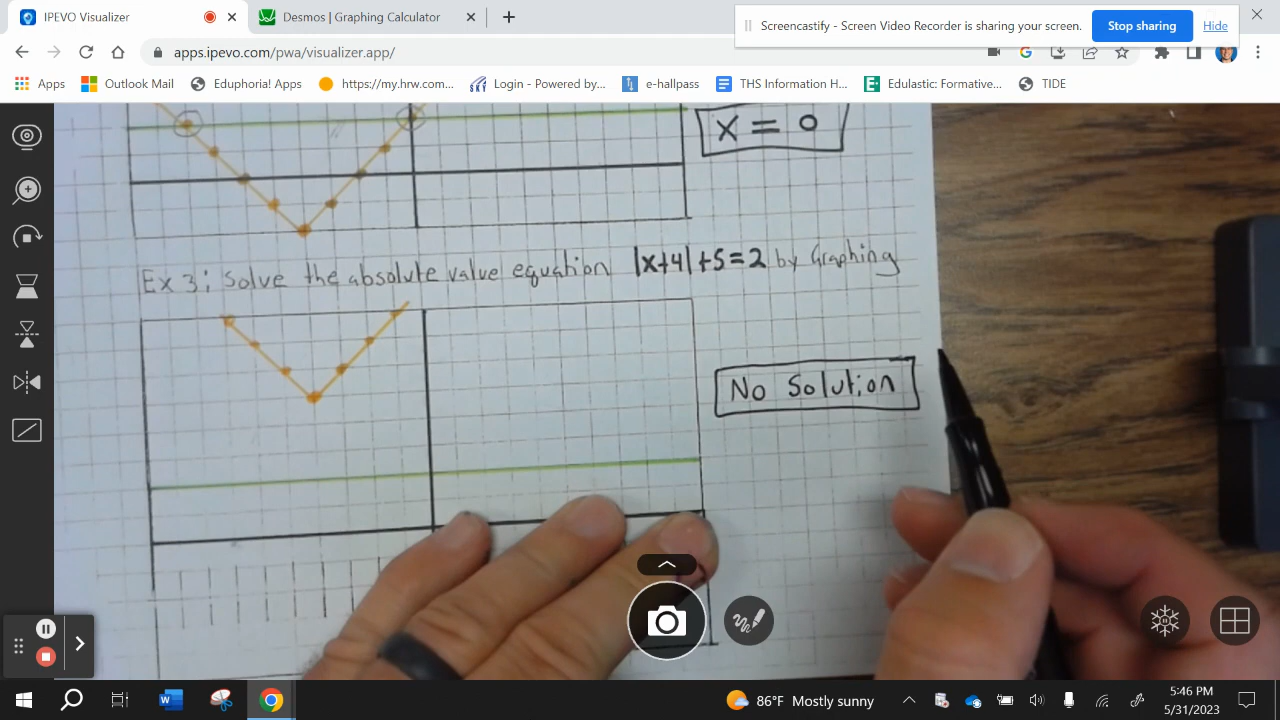 IPEVO Visualizer
Desmos | Graphing Calculator
Screencastify - Screen Video Recorder is sharing your screen.
Stop sharing
Hide
apps.ipevo.com/pwa/visualizer.app/
Apps
Outlook Mail
Eduphoria! Ap...
https://my.hrw.com...
Login - Powered by...
e-hallpass
THS Information H...
Edulastic: Formative...
TIDE
x = 0
Ex 3: Solve the absolute value equation |x+4|+5=2 by Graphing
No Solution
86°F Mostly sunny
5:46 PM
5/31/2023